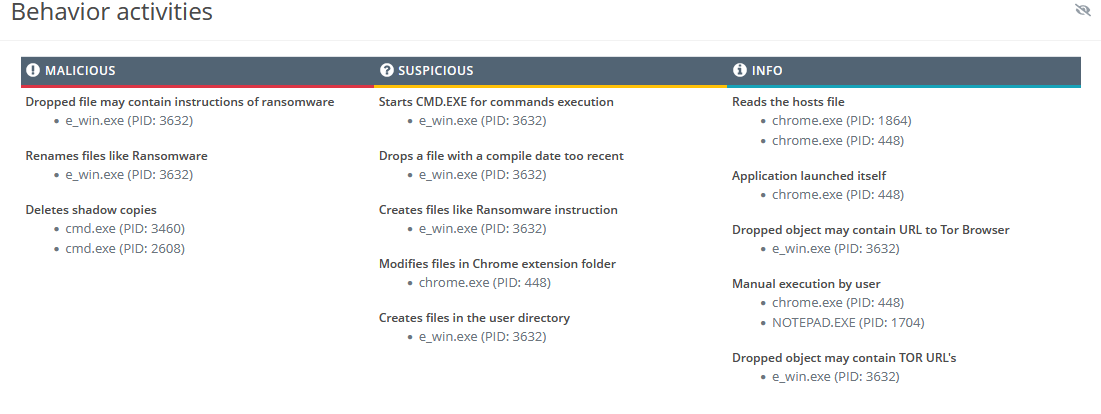 Behavior activities
MALICIOUS
Dropped file may contain instructions of ransomware
e_win.exe (PID: 3632)
Renames files like Ransomware
e_win.exe (PID: 3632)
Deletes shadow copies
cmd.exe (PID: 3460)
cmd.exe (PID: 2608)
SUSPICIOUS
Starts CMD.EXE for commands execution
e_win.exe (PID: 3632)
Drops a file with a compile date too recent
e_win.exe (PID: 3632)
Creates files like Ransomware instruction
e_win.exe (PID: 3632)
Modifies files in Chrome extension folder
chrome.exe (PID: 448)
Creates files in the user directory
e_win.exe (PID: 3632)
INFO
Reads the hosts file
chrome.exe (PID: 1864)
chrome.exe (PID: 448)
Application launched itself
chrome.exe (PID: 448)
Dropped object may contain URL to Tor Browser
e_win.exe (PID: 3632)
Manual execution by user
chrome.exe (PID: 448)
NOTEPAD.EXE (PID: 1704)
Dropped object may contain TOR URL's
e_win.exe (PID: 3632)